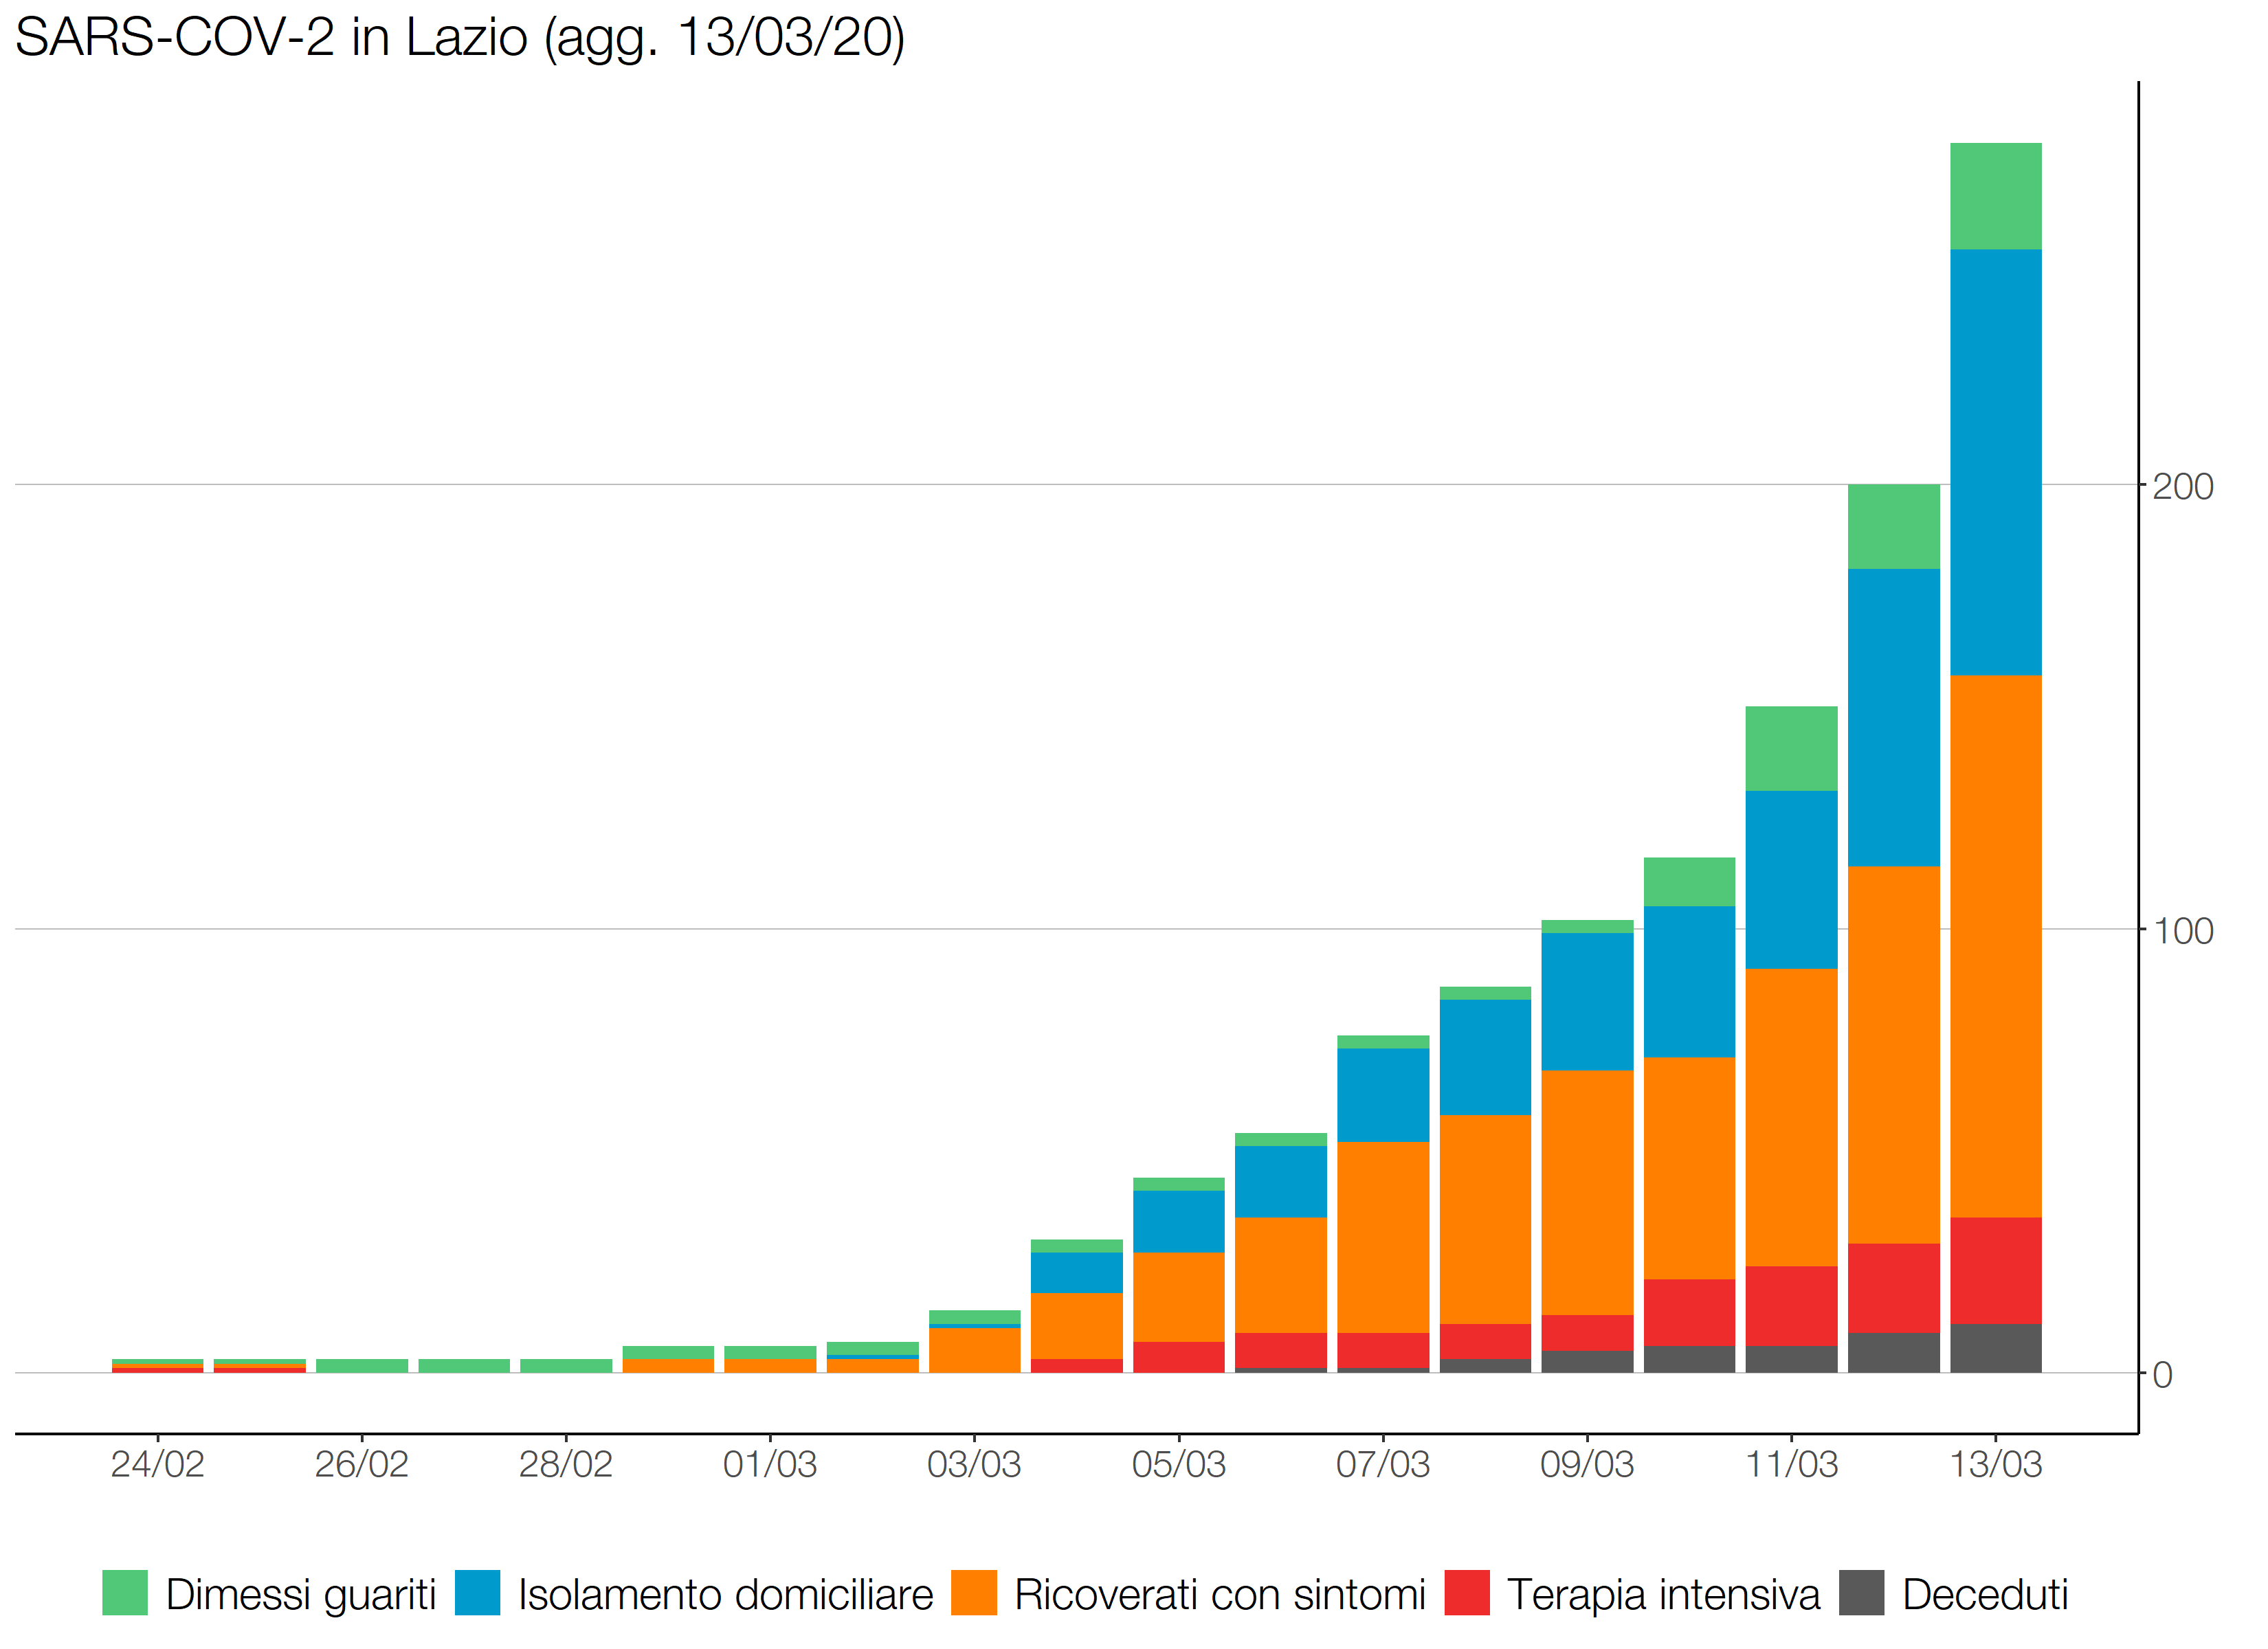 SARS-COV-2 in Lazio (agg. 13/03/20)
200
100
0
24/02 26/02 28/02 01/03 03/03 05/03 07/03 09/03 11/03 13/03
Dimessi guariti Isolamento domiciliare Ricoverati con sintomi Terapia intensiva Deceduti